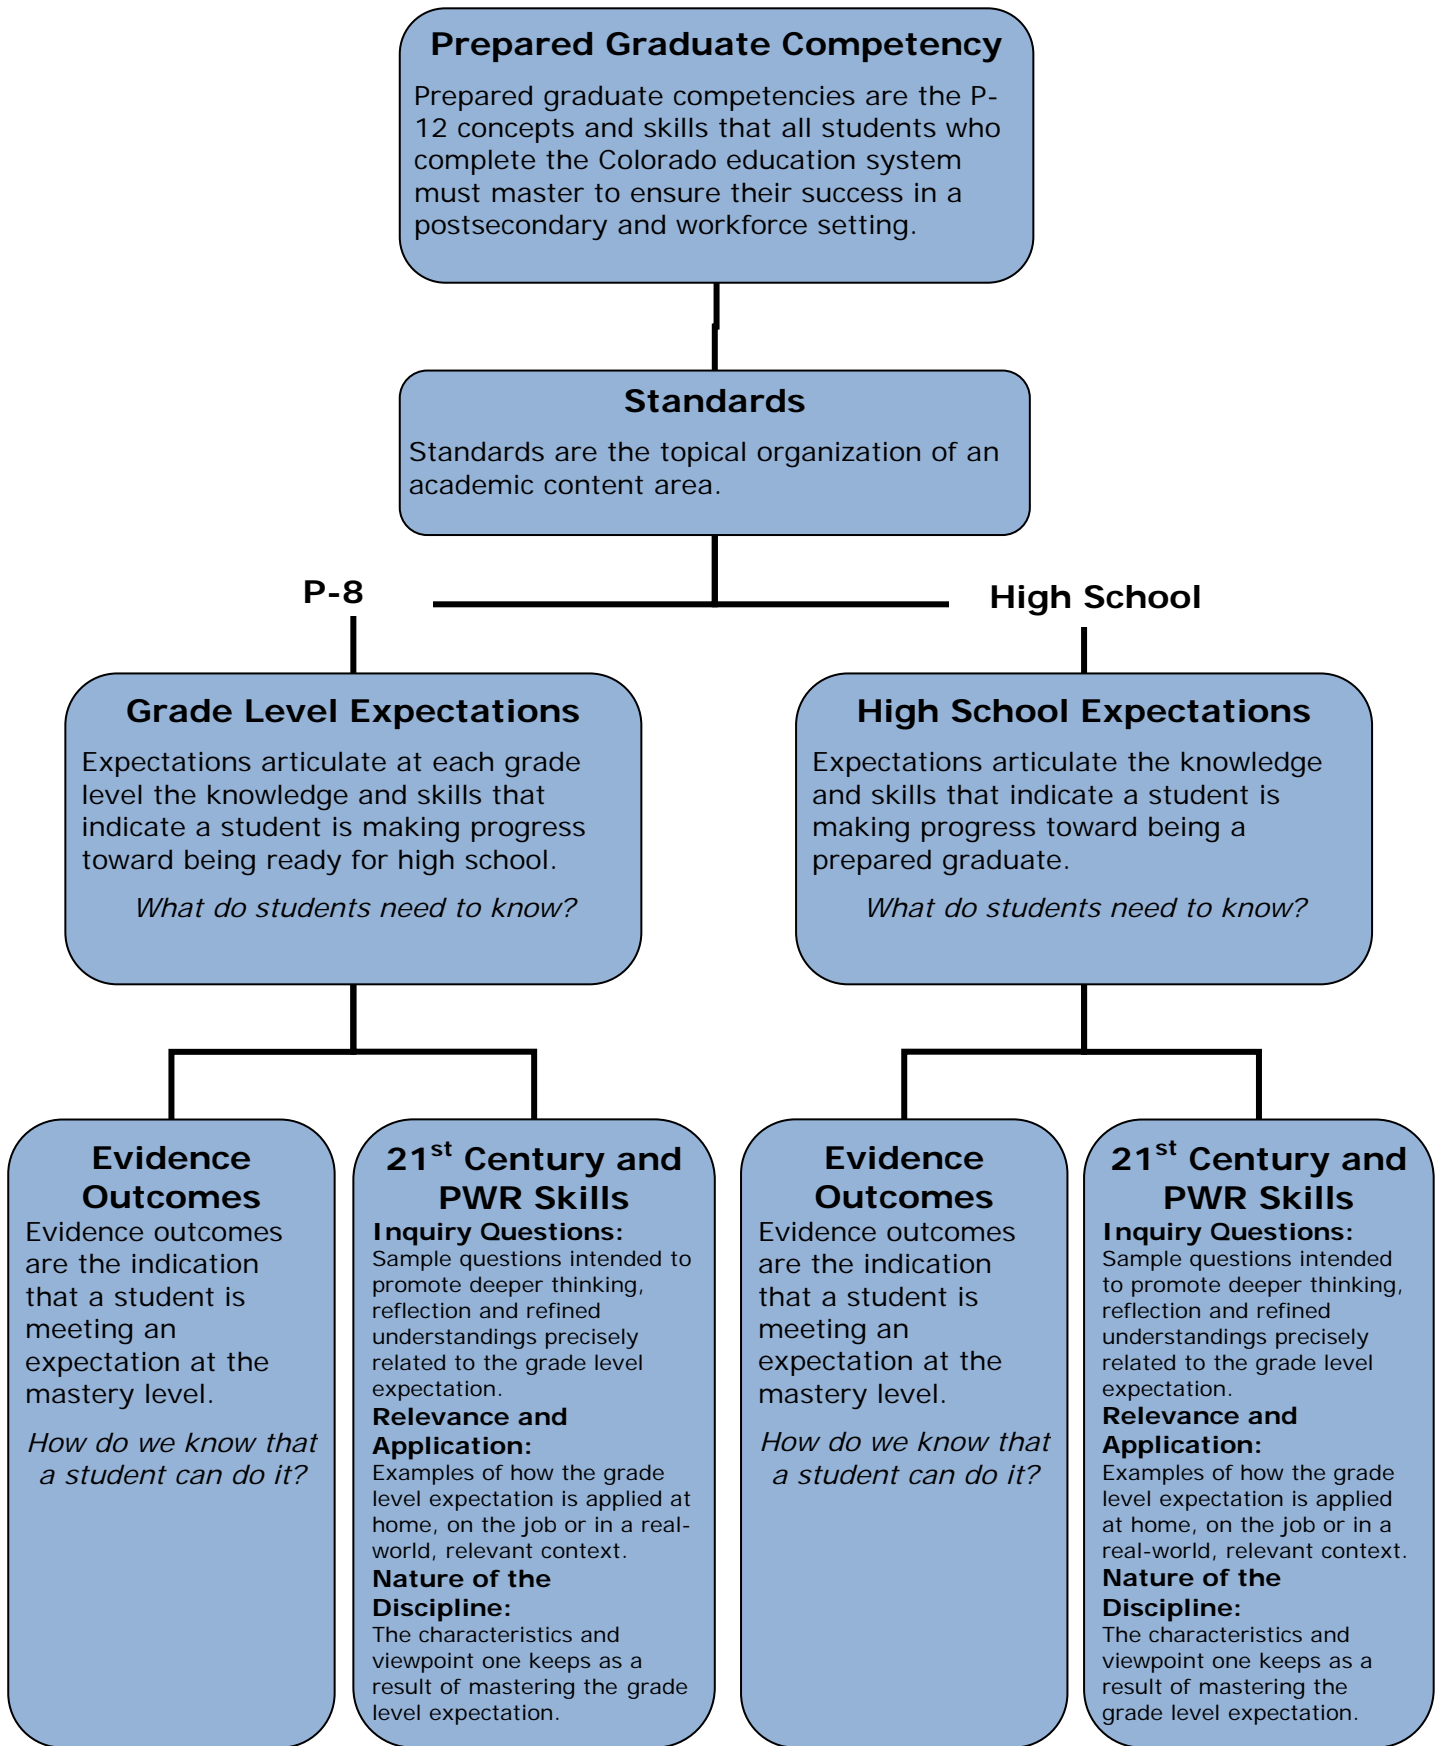 Prepared Graduate Competency
Prepared graduate competencies are the P-
12 concepts and skills that all students who
complete the Colorado education system
must master to ensure their success in a
postsecondary and workforce setting.
Standards
Standards are the topical organization of an
academic content area.
P-8
High School
Grade Level Expectations
Expectations articulate at each grade
level the knowledge and skills that
indicate a student is making progress
toward being ready for high school.
What do students need to know?
High School Expectations
Expectations articulate the knowledge
and skills that indicate a student is
making progress toward being a
prepared graduate.
What do students need to know?
Evidence
Outcomes
Evidence outcomes
are the indication
that a student is
meeting an
expectation at the
mastery level.
How do we know that
a student can do it?
21st Century and
PWR Skills
Inquiry Questions:
Sample questions intended to
promote deeper thinking,
reflection and refined
understandings precisely
related to the grade level
expectation.
Relevance and
Application:
Examples of how the grade
level expectation is applied at
home, on the job or in a real-
world, relevant context.
Nature of the
Discipline:
The characteristics and
viewpoint one keeps as a
result of mastering the grade
level expectation.
Evidence
Outcomes
Evidence outcomes
are the indication
that a student is
meeting an
expectation at the
mastery level.
How do we know that
a student can do it?
21st Century and
PWR Skills
Inquiry Questions:
Sample questions intended
to promote deeper thinking,
reflection and refined
understandings precisely
related to the grade level
expectation.
Relevance and
Application:
Examples of how the grade
level expectation is applied
at home, on the job or in a
real-world, relevant context.
Nature of the
Discipline:
The characteristics and
viewpoint one keeps as a
result of mastering the
grade level expectation.